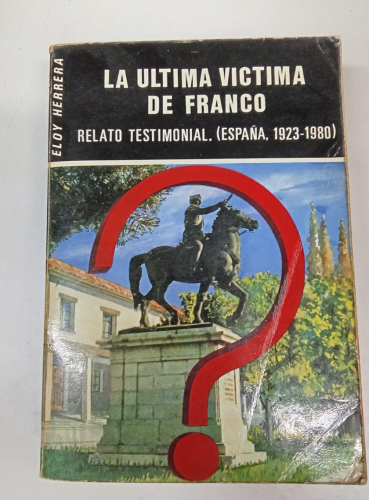 ELOY HERRERA
LA ULTIMA VICTIMA
DE FRANCO
RELATO TESTIMONIAL. (ESPAÑA, 1923-1980)